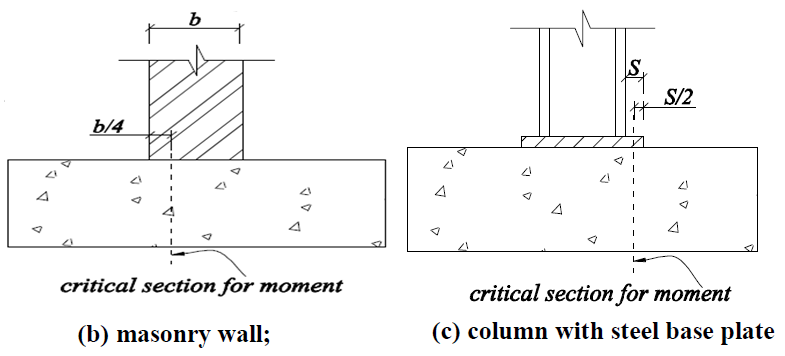 b
b/4
critical section for moment
(b) masonry wall;
S
S/2
critical section for moment
(c) column with steel base plate